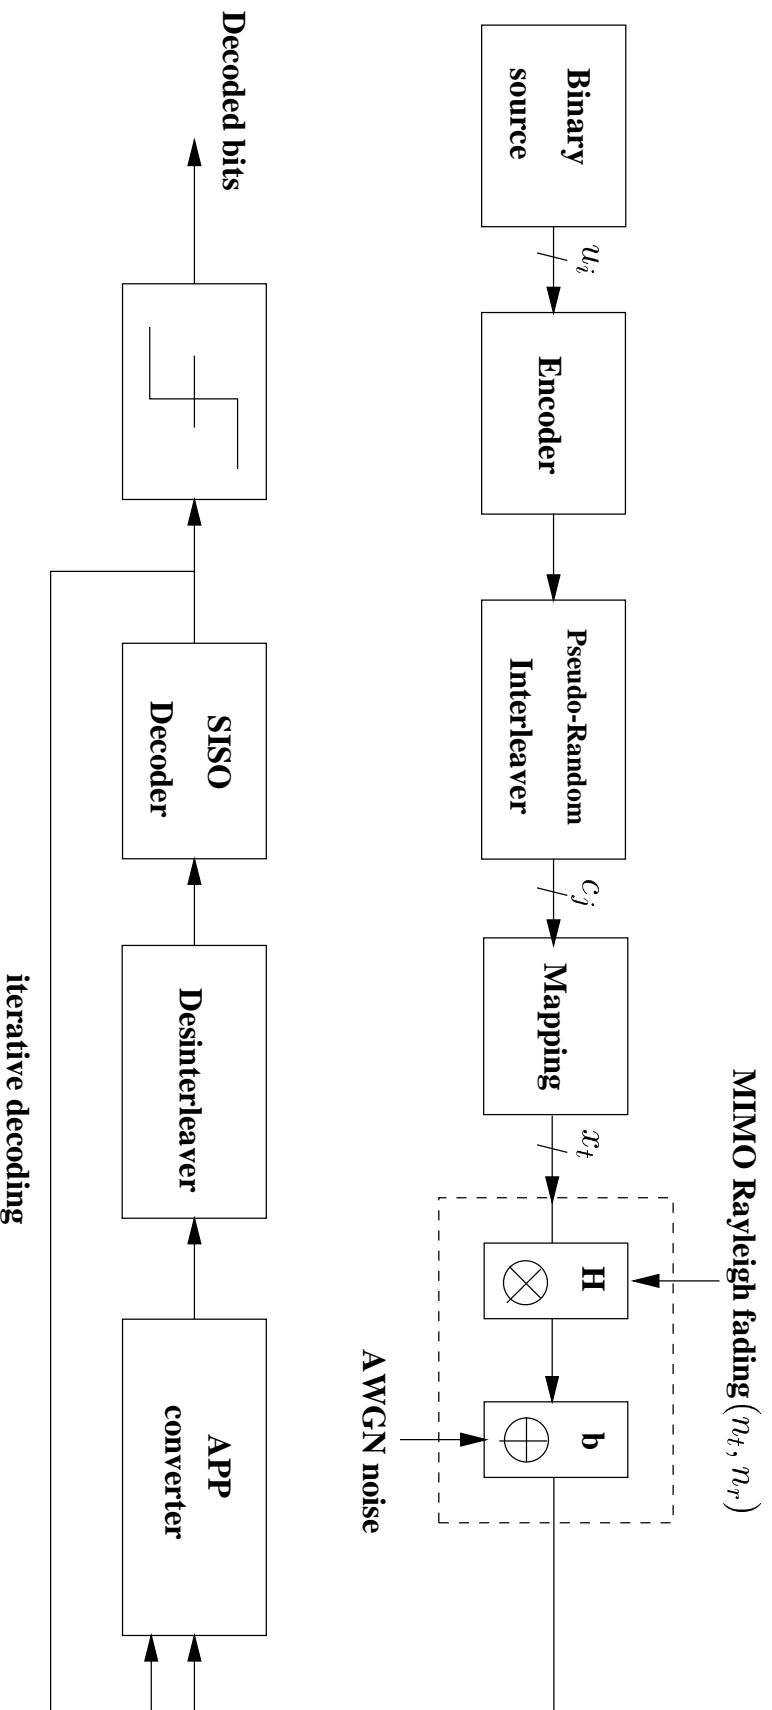 MIMO Rayleigh fading (n_t, n_r)
Binary
source
u_i
Encoder
Pseudo-Random
Interleaver
c_j
Mapping
x_t
H
b
AWGN noise
Decoded bits
SISO
Decoder
Desinterleaver
APP
converter
iterative decoding